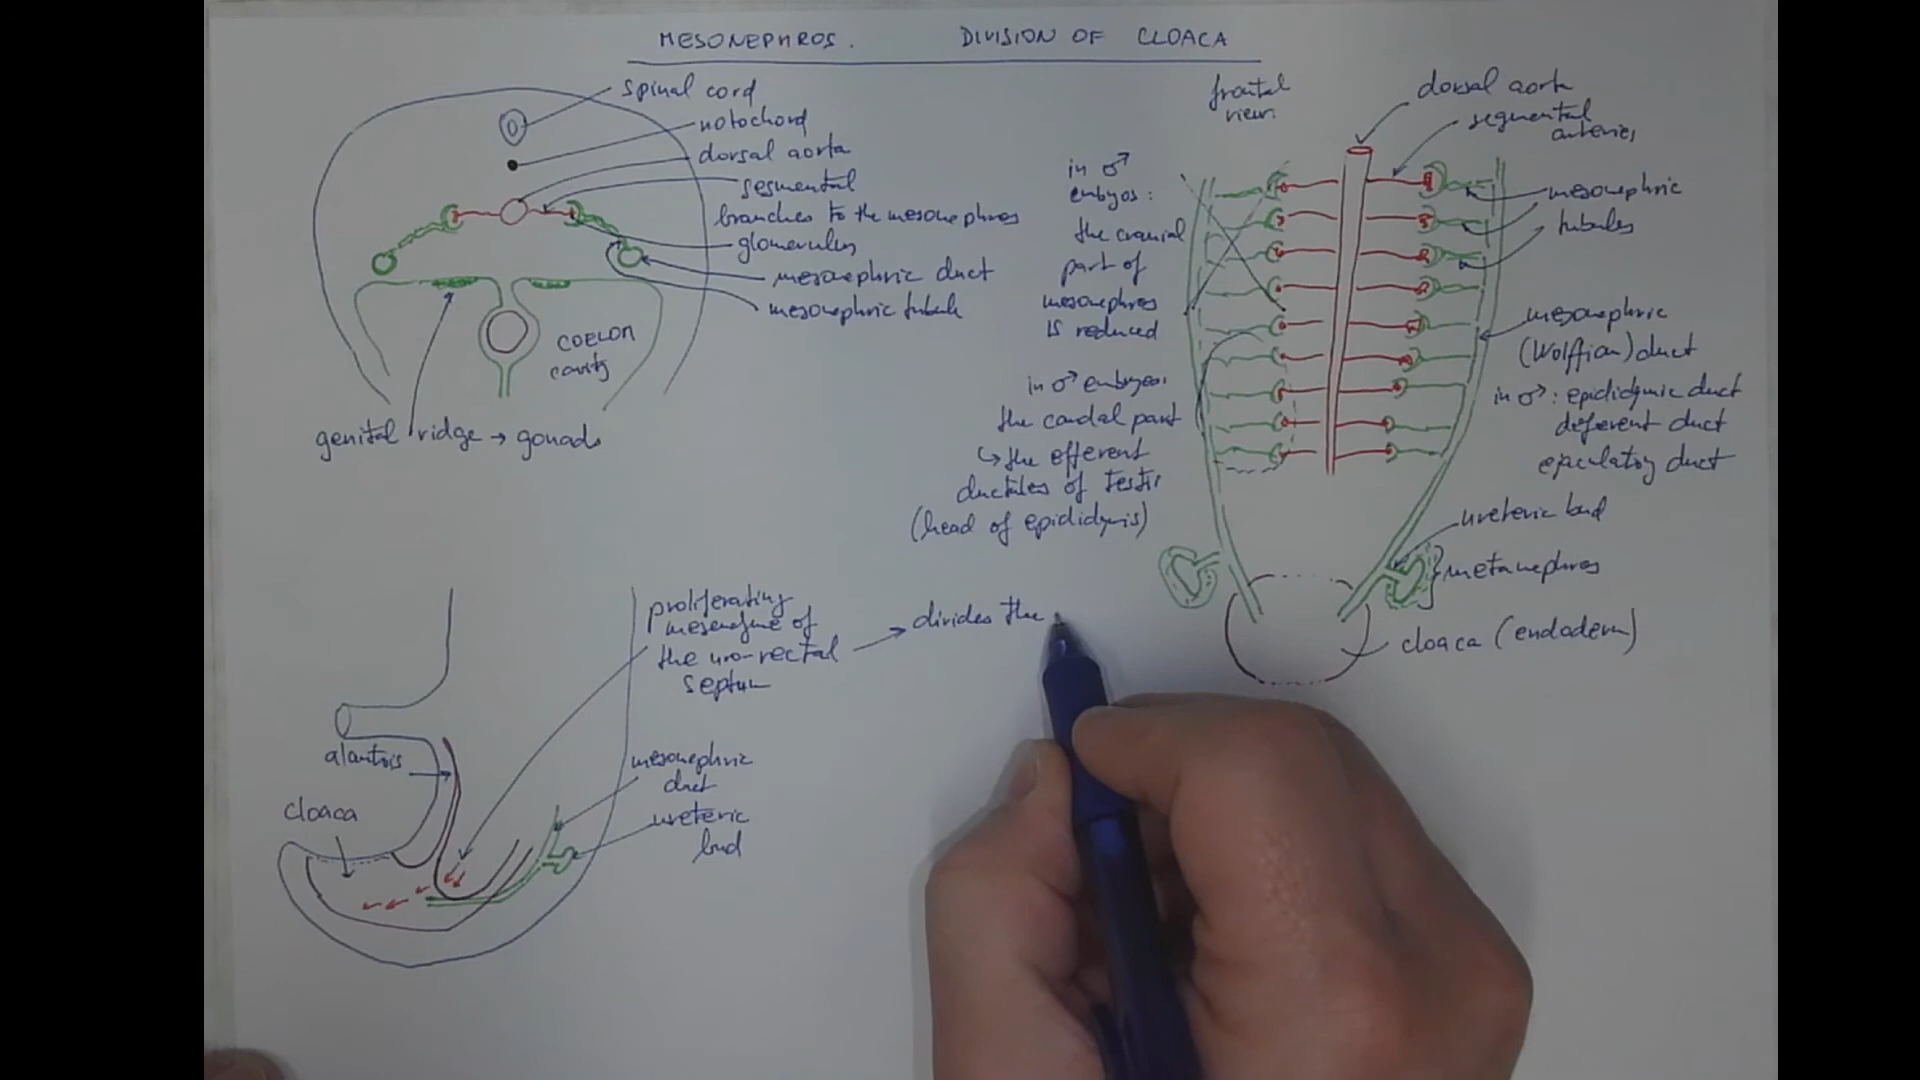 MESONEPHROS. DIVISION OF CLOACA
spinal cord
notochord
dorsal aorta
segmental
branches to the mesonephros
glomerulus
mesonephric duct
mesonephric tubule
COELOM
cavity
genital ridge → gonads
frontal
view.
dorsal aorta
segmental
arteries
mesonephric
tubules
in ♂
embryos:
the cranial
part of
mesonephros
is reduced
in ♂ embryos:
the caudal part
↳ the efferent
ductules of testis
(head of epididymis)
mesonephric
(Wolffian) duct
in ♂: epididymic duct
deferent duct
ejaculatory duct
ureteric bud
metanephros
cloaca (endoderm)
proliferating
mesenchyme of
the uro-rectal
septum
→ divides the
alantois
cloaca
mesonephric
duct
ureteric
bud